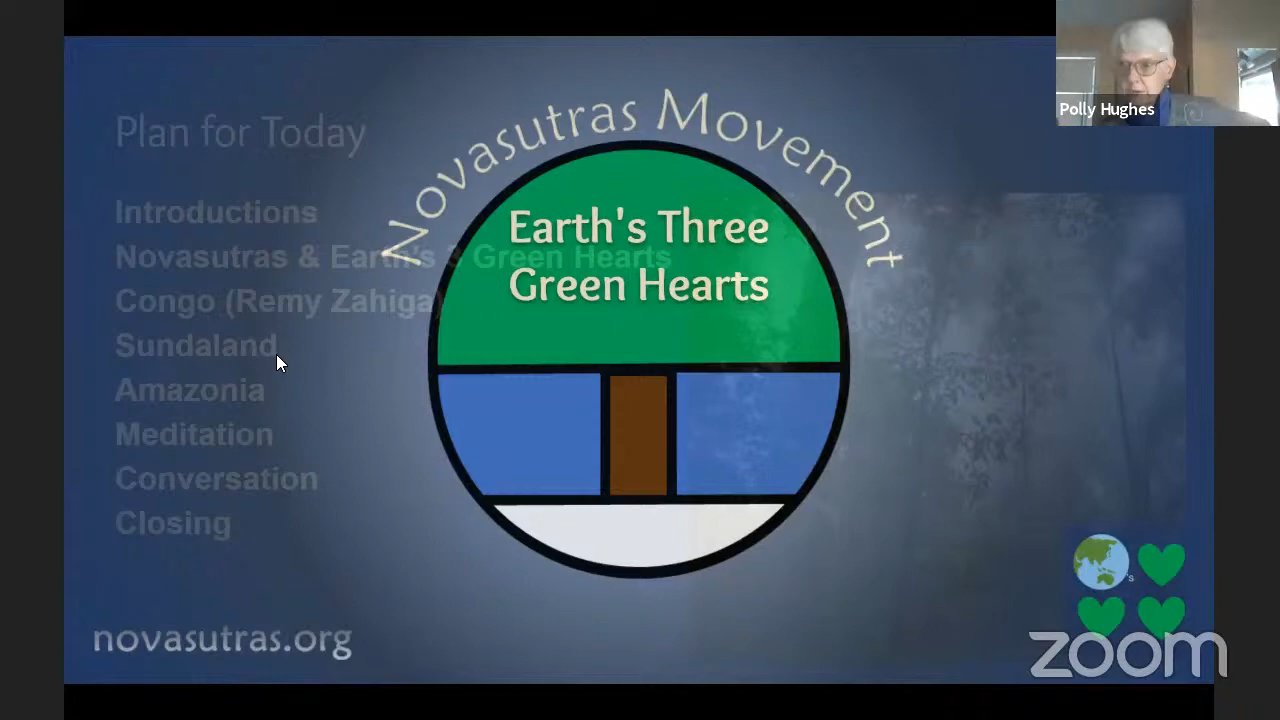 Polly Hughes
Novasutras Movement
Earth's Three
Green Hearts
Plan for Today
Introductions
Novasutras & Earth's 3 Green Hearts
Congo (Remy Zahiga)
Sundaland
Amazonia
Meditation
Conversation
Closing
's
novasutras.org
zoom